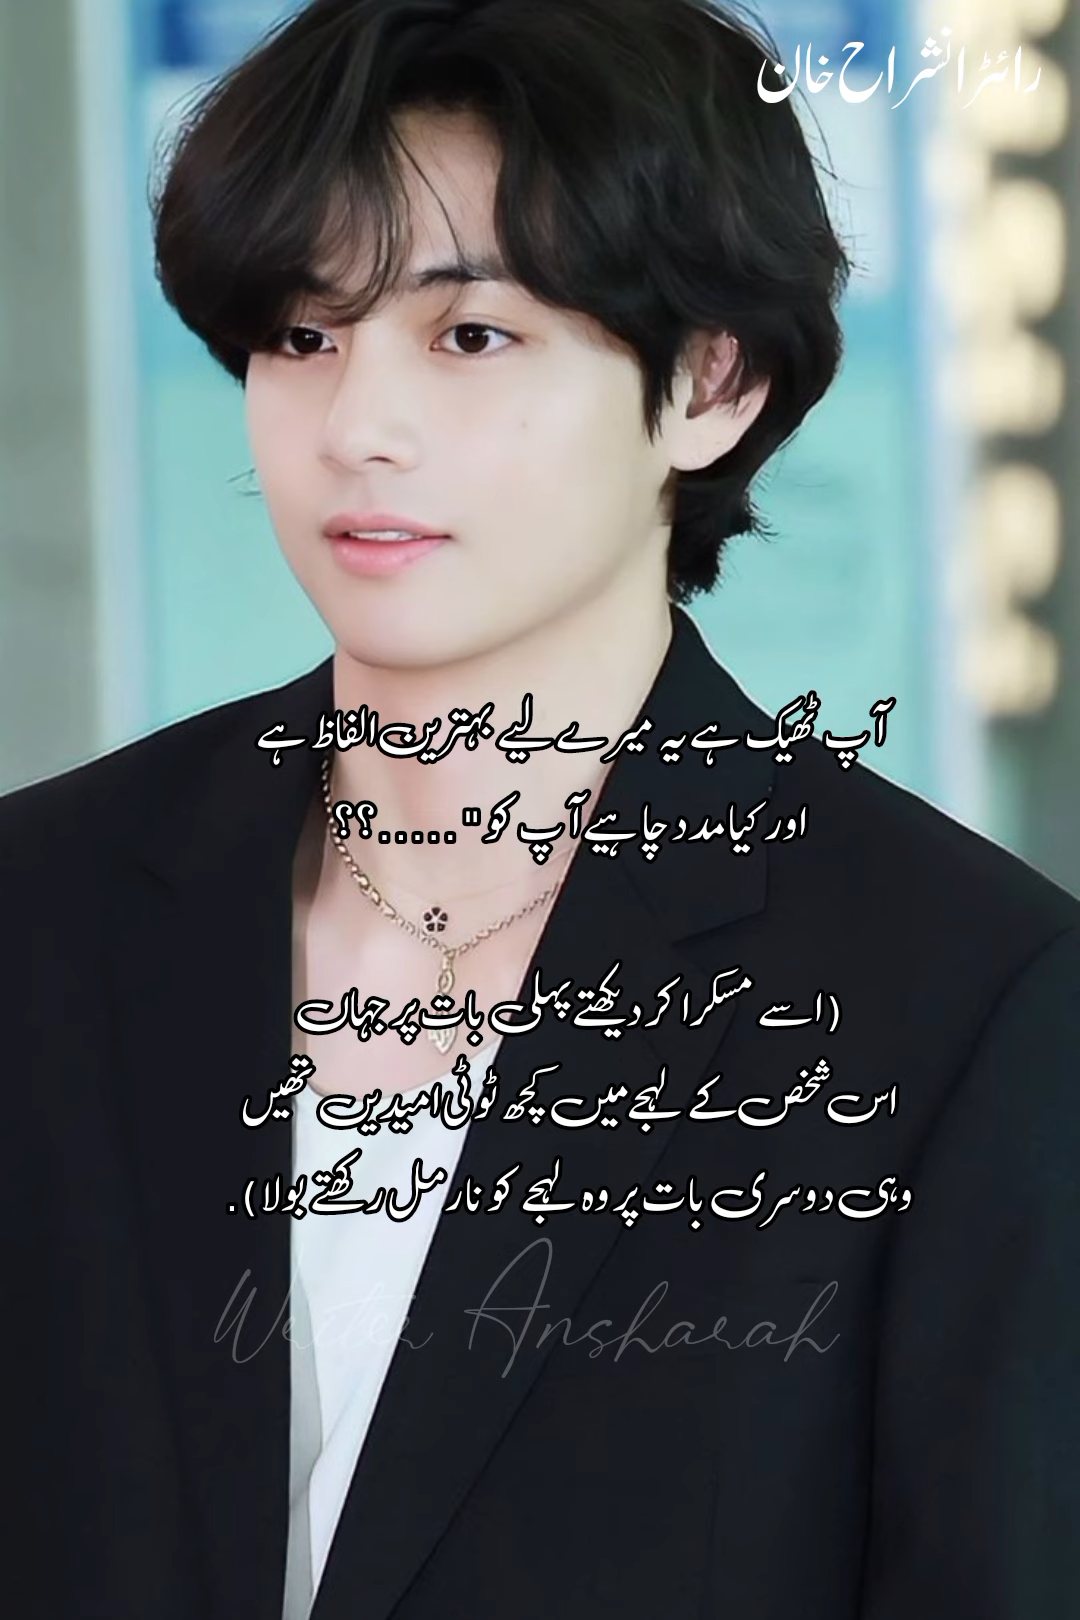 رائٹر انشراح خان
آپ ٹھیک ہے یہ میرے لیے بہترین الفاظ ہے
اور کیا مدد چاہیے آپ کو".....؟؟
(اسے مسکرا کر دیکھتے پہلی بات پر جہاں
اس شخص کے لہجے میں کچھ ٹوٹی امیدیں تھیں
وہی دوسری بات پر وہ لہجے کو نارمل رکھتے بولا).
Writer Ansharah